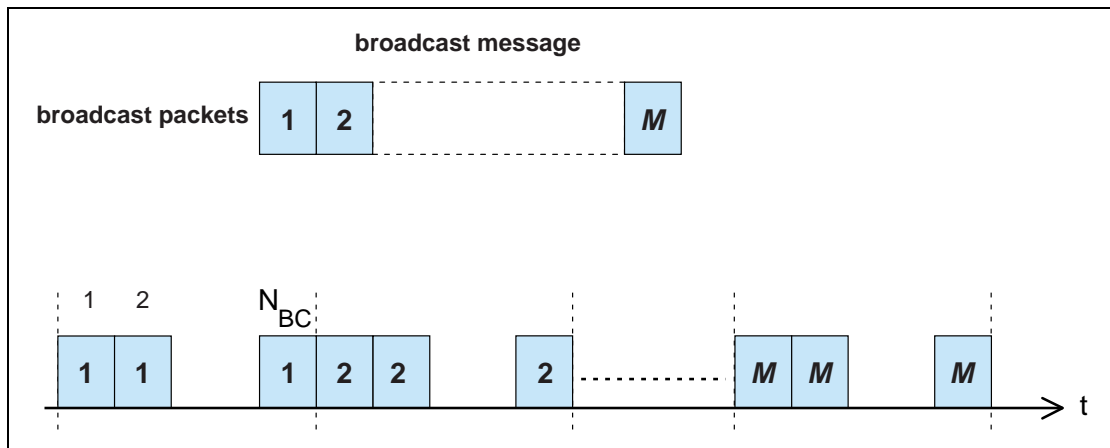 broadcast message
broadcast packets 1 2 M
1 2 N_BC
1 1 1 2 2 2 M M M
t